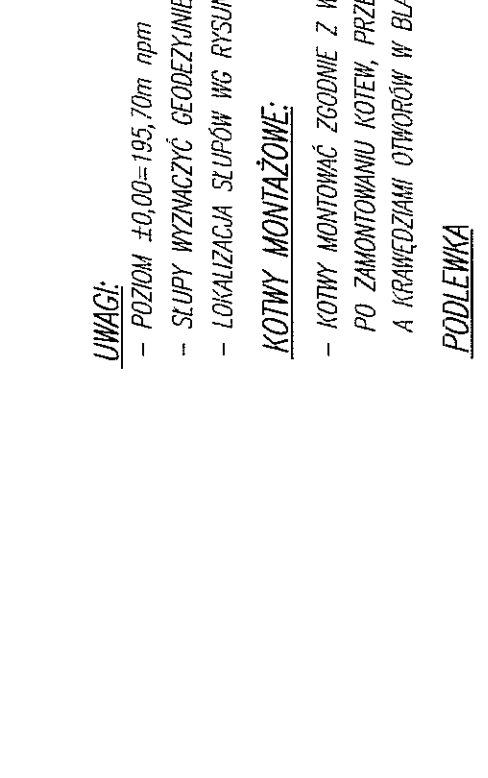 UWAGI:
- POZIOM ±0,00=195,70m npm
- SŁUPY WYZNACZYĆ GEODEZYJNIE
- LOKALIZACJA SŁUPÓW WG RYSUN
KOTWY MONTAŻOWE:
- KOTWY MONTOWAĆ ZGODNIE Z W
PO ZAMONTOWANIU KOTEW, PRZE
A KRAWĘDZIAMI OTWORÓW W BLA
PODLEWKA